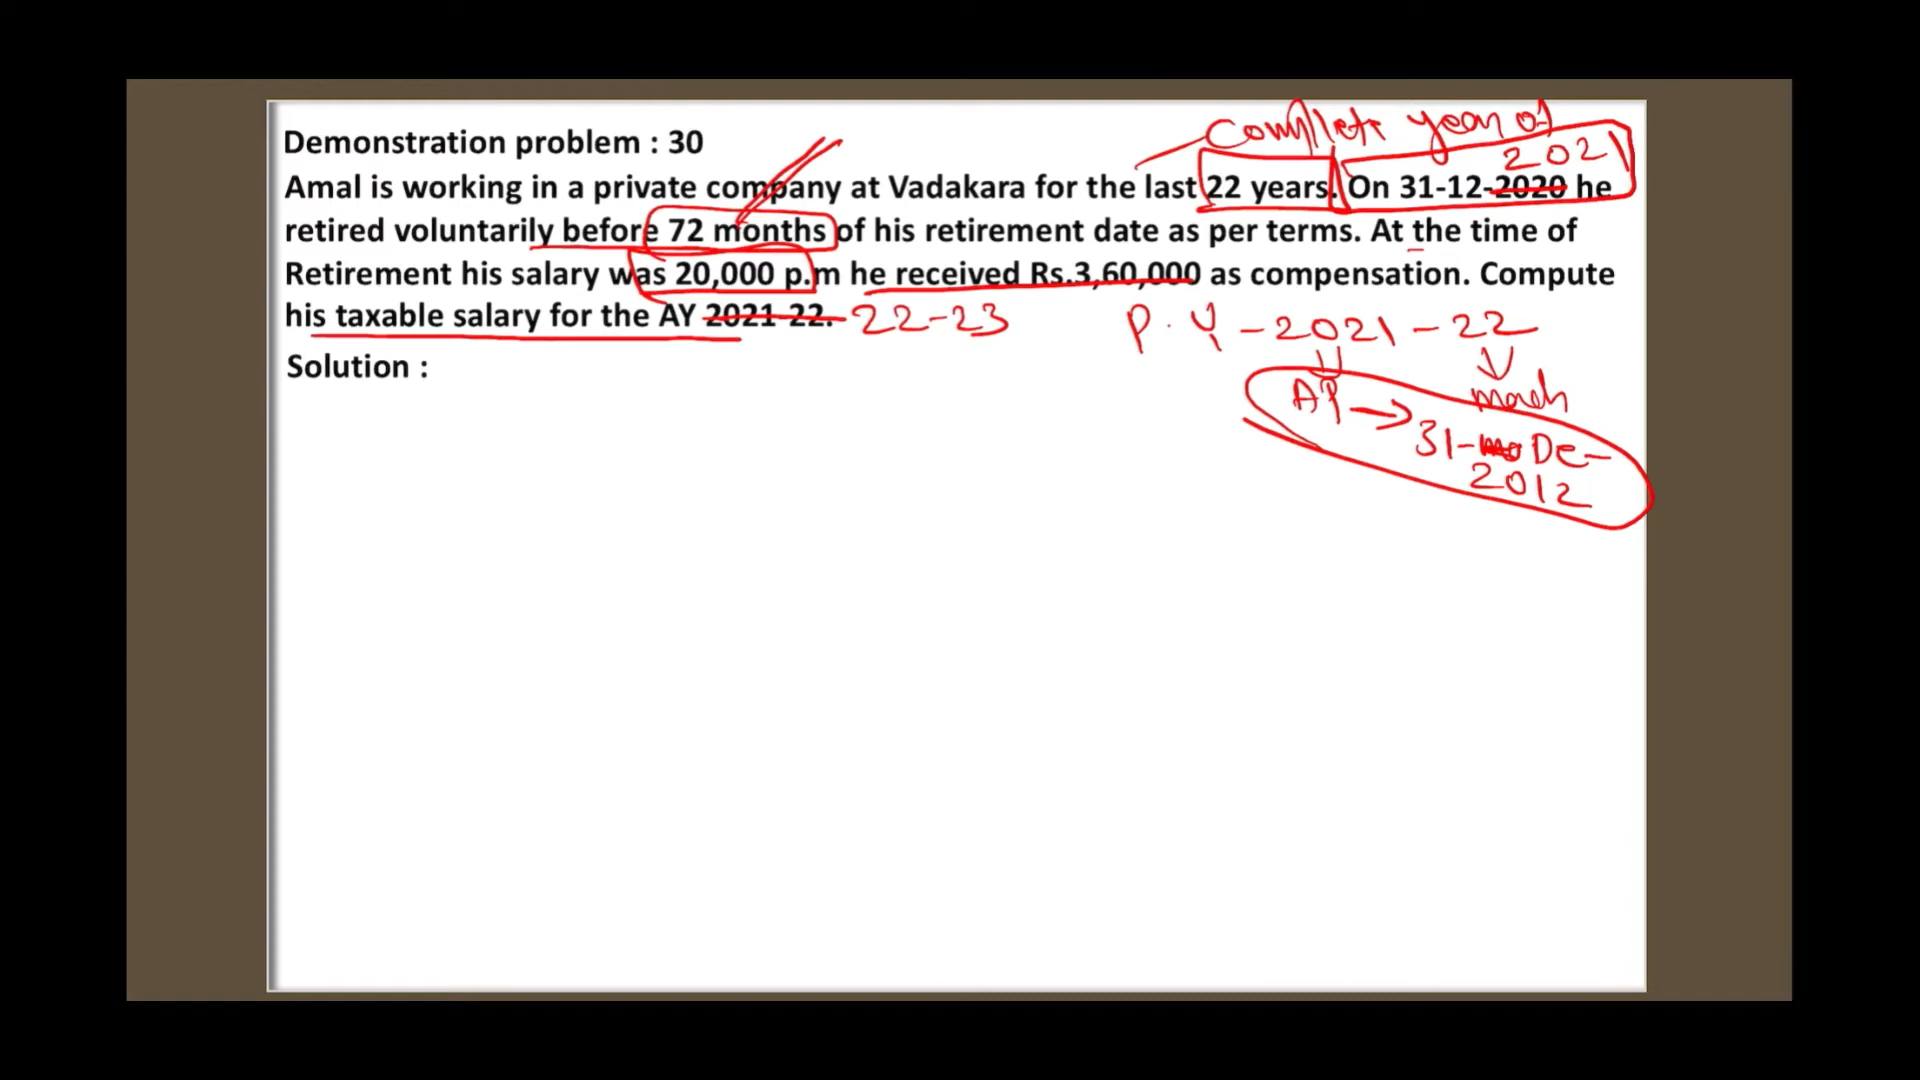 Complete year of
Demonstration problem : 30
2021
Amal is working in a private company at Vadakara for the last 22 years. On 31-12-2020 he
retired voluntarily before 72 months of his retirement date as per terms. At the time of
Retirement his salary was 20,000 p.m he received Rs.3,60,000 as compensation. Compute
his taxable salary for the AY 2021-22. 22-23
P.Y - 2021 - 22
Solution :
AP → march
31- De-
2012